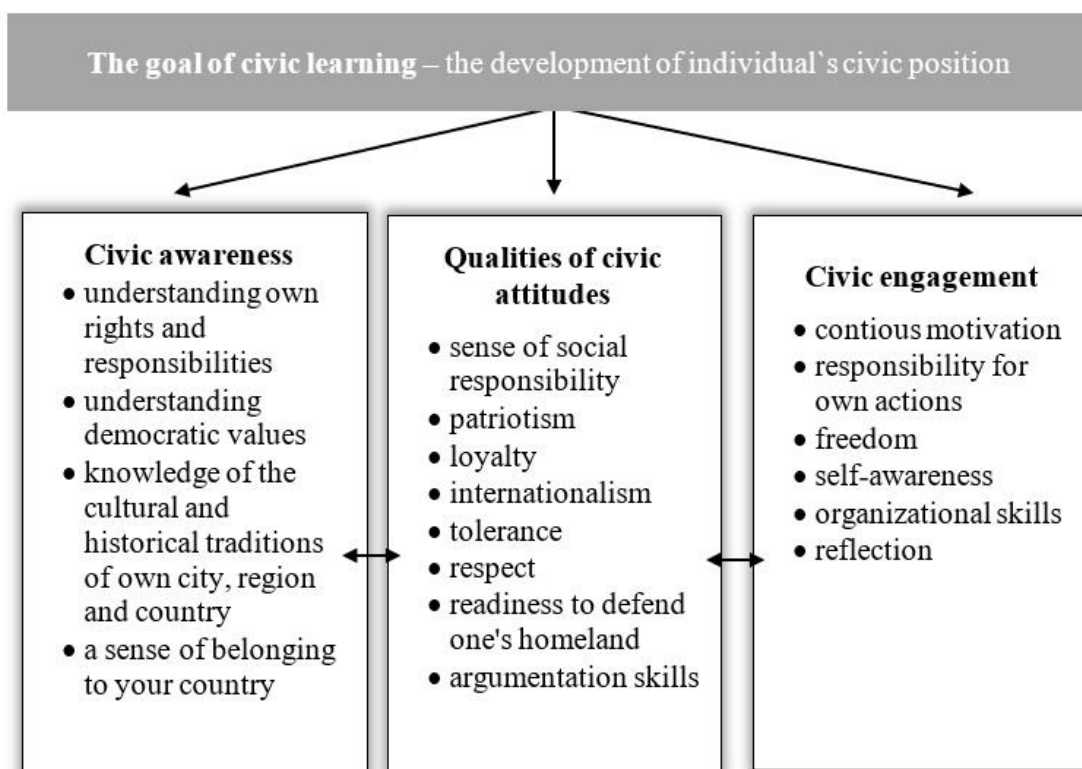 The goal of civic learning – the development of individual`s civic position
Civic awareness
• understanding own
rights and
responsibilities
• understanding
democratic values
• knowledge of the
cultural and
historical traditions
of own city, region
and country
• a sense of belonging
to your country
Qualities of civic
attitudes
• sense of social
responsibility
• patriotism
• loyalty
• internationalism
• tolerance
• respect
• readiness to defend
one's homeland
• argumentation skills
Civic engagement
• contious motivation
• responsibility for
own actions
• freedom
• self-awareness
• organizational skills
• reflection